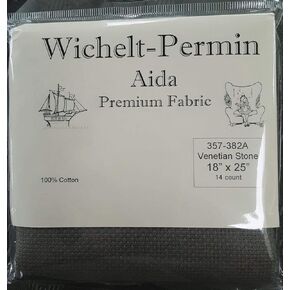 Wichelt-Permin
Aida
Premium Fabric
357-382A
Venetian Stone
18" x 25"
14 count
100% Cotton